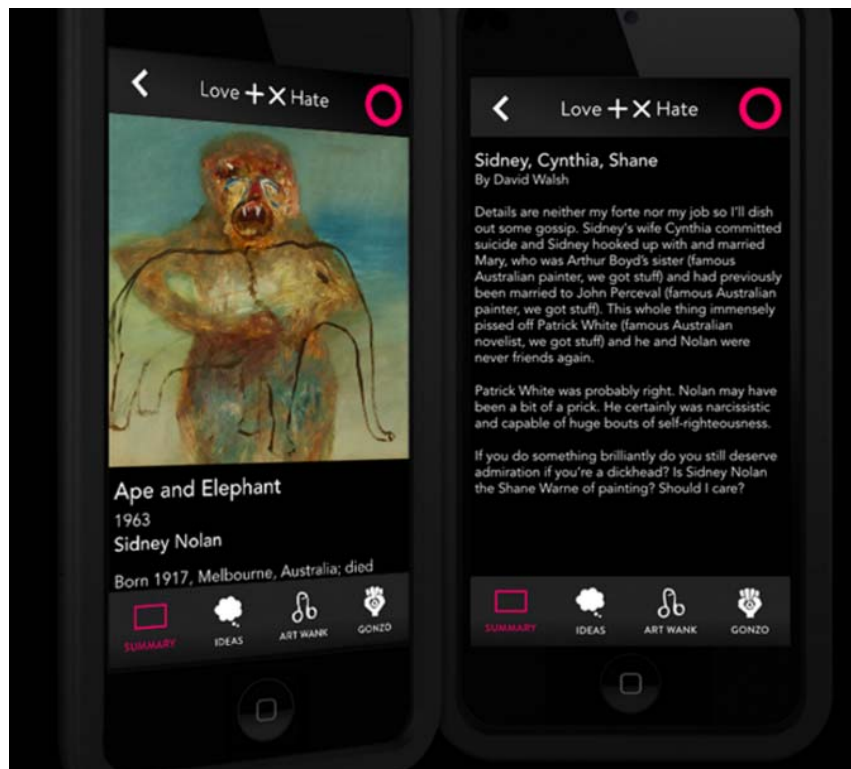 Love + × Hate
Ape and Elephant
1963
Sidney Nolan
Born 1917, Melbourne, Australia; died
SUMMARY
IDEAS
ART WANK
GONZO
Love + × Hate
Sidney, Cynthia, Shane
By David Walsh
Details are neither my forte nor my job so I'll dish
out some gossip. Sidney's wife Cynthia committed
suicide and Sidney hooked up with and married
Mary, who was Arthur Boyd's sister (famous
Australian painter, we got stuff) and had previously
been married to John Perceval (famous Australian
painter, we got stuff). This whole thing immensely
pissed off Patrick White (famous Australian
novelist, we got stuff) and he and Nolan were
never friends again.
Patrick White was probably right. Nolan may have
been a bit of a prick. He certainly was narcissistic
and capable of huge bouts of self-righteousness.
If you do something brilliantly do you still deserve
admiration if you're a dickhead? Is Sidney Nolan
the Shane Warne of painting? Should I care?
SUMMARY
IDEAS
ART WANK
GONZO